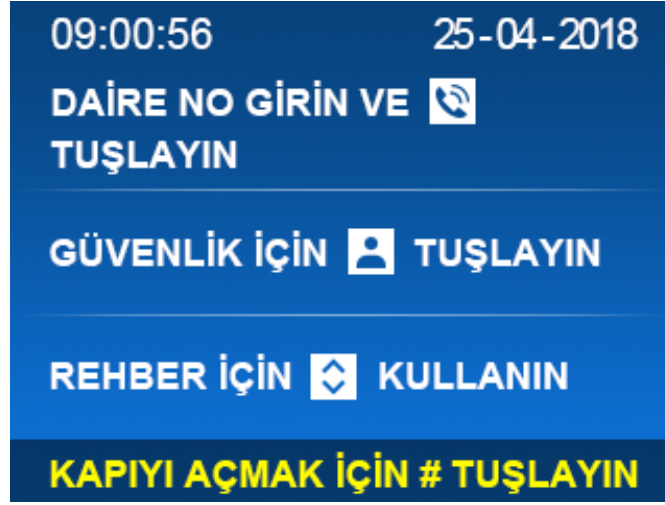 09:00:56 25-04-2018
DAİRE NO GİRİN VE
TUŞLAYIN
GÜVENLİK İÇİN TUŞLAYIN
REHBER İÇİN KULLANIN
KAPIYI AÇMAK İÇİN # TUŞLAYIN